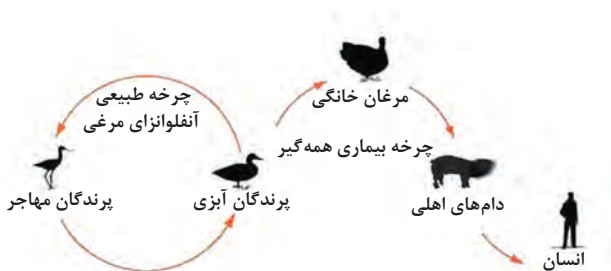 مرغان خانگی
چرخه طبیعی
آنفلوانزای مرغی
چرخه بیماری همه‌گیر
پرندگان آبزی
پرندگان مهاجر
دام‌های اهلی
انسان